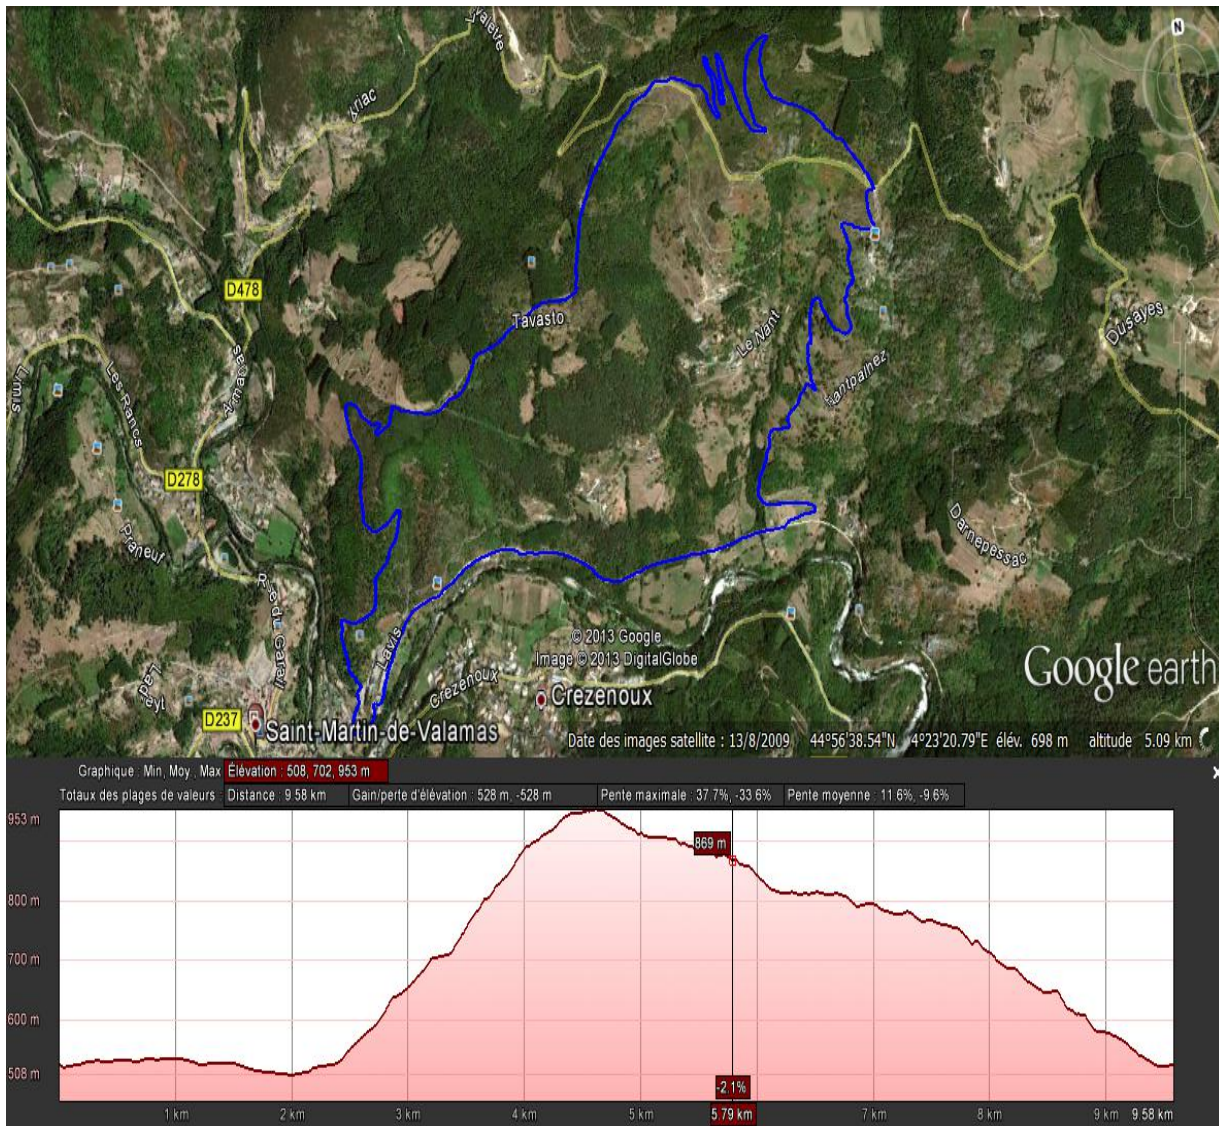 N
valette
yriac
D478
Tavasto
Le Nant
Nantpalhez
Dusayes
Les Rancs
Armacsas
D278
Praneuf
Darnepessac
Lavis
© 2013 Google
Image © 2013 DigitalGlobe
Crezenoux
Crezenoux
Google earth
D237
Saint-Martin-de-Valamas
Date des images satellite : 13/8/2009 44°56'38.54"N 4°23'20.79"E élév. 698 m altitude 5.09 km
Graphique : Min, Moy., Max Élévation : 508, 702, 953 m
Totaux des plages de valeurs Distance : 9.58 km Gain/perte d'élévation : 528 m, -528 m Pente maximale : 37.7%, -33.6% Pente moyenne : 11.6%, -9.6%
953 m
869 m
800 m
700 m
600 m
508 m
-2.1%
1 km 2 km 3 km 4 km 5 km 5.79 km 7 km 8 km 9 km 9.58 km